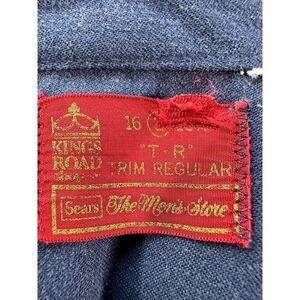 KINGS
ROAD
16
"T-R"
TRIM REGULAR
Sears The Men's Store